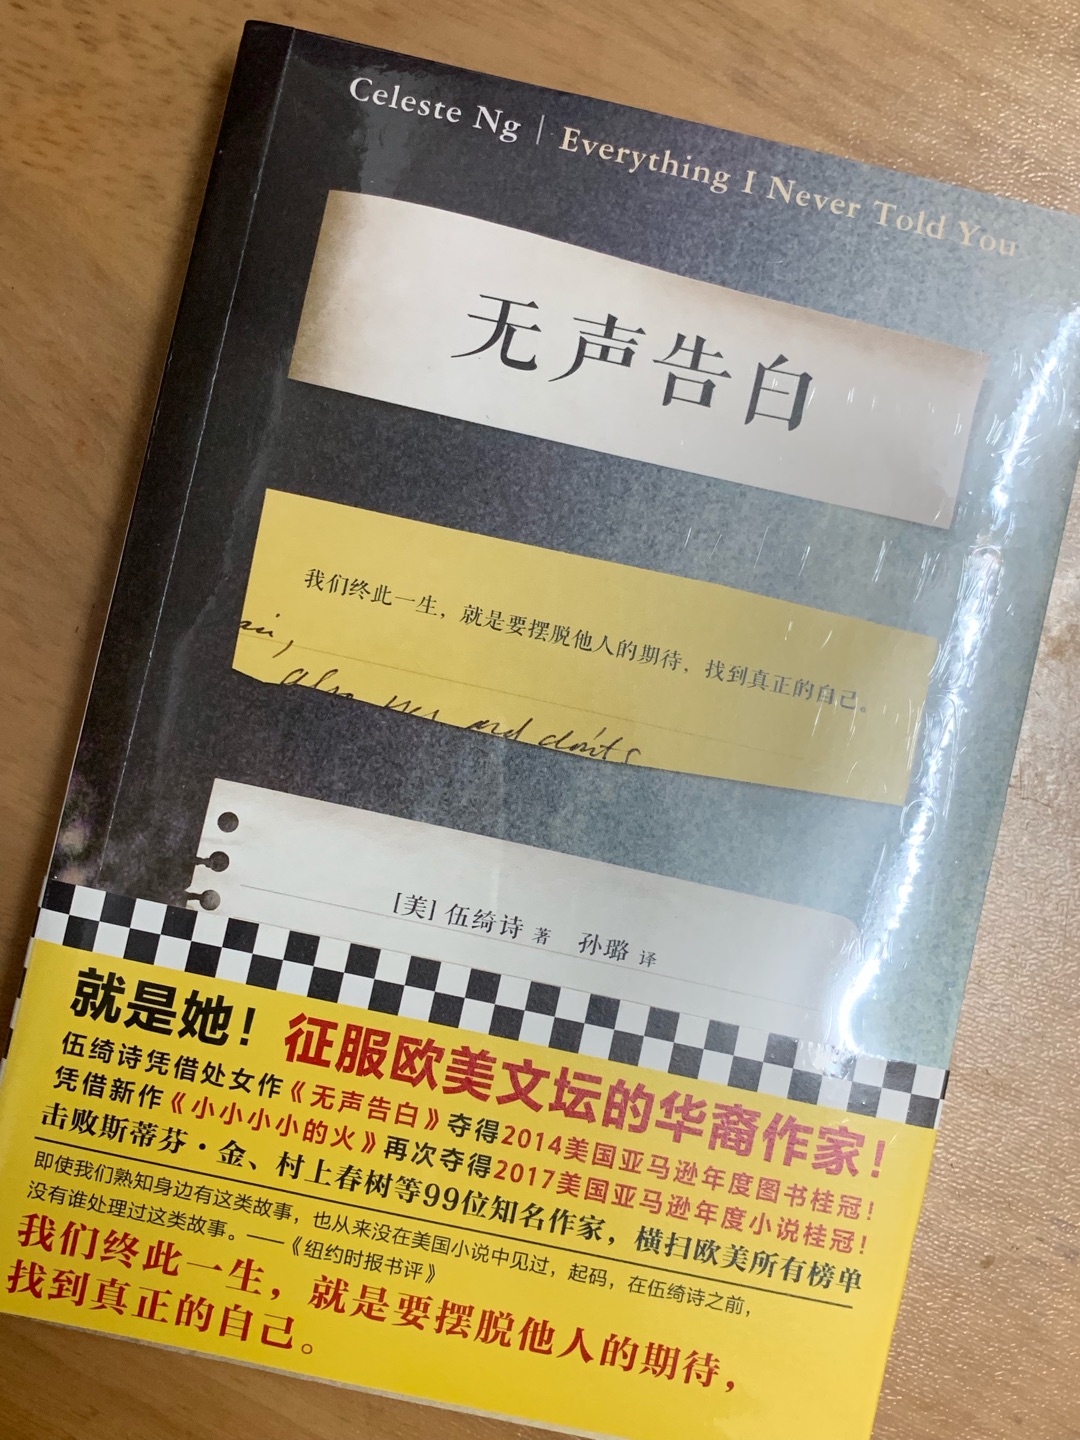 Celeste Ng | Everything I Never Told You
无声告白
我们终此一生，就是要摆脱他人的期待，找到真正的自己。
and don'ts
[美] 伍绮诗 著 孙璐 译
就是她！征服欧美文坛的华裔作家！
伍绮诗凭借处女作《无声告白》夺得2014美国亚马逊年度图书桂冠！
凭借新作《小小小小的火》再次夺得2017美国亚马逊年度小说桂冠！
击败斯蒂芬·金、村上春树等99位知名作家，横扫欧美所有榜单
即使我们熟知身边有这类故事，也从来没在美国小说中见过，起码，在伍绮诗之前，
没有谁处理过这类故事。——《纽约时报书评》
我们终此一生，就是要摆脱他人的期待，
找到真正的自己。